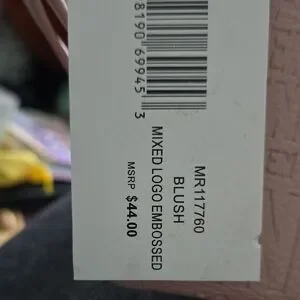 8190 69945 3
MR117760
BLUSH
MIXED LOGO EMBOSSED
MSRP $44.00